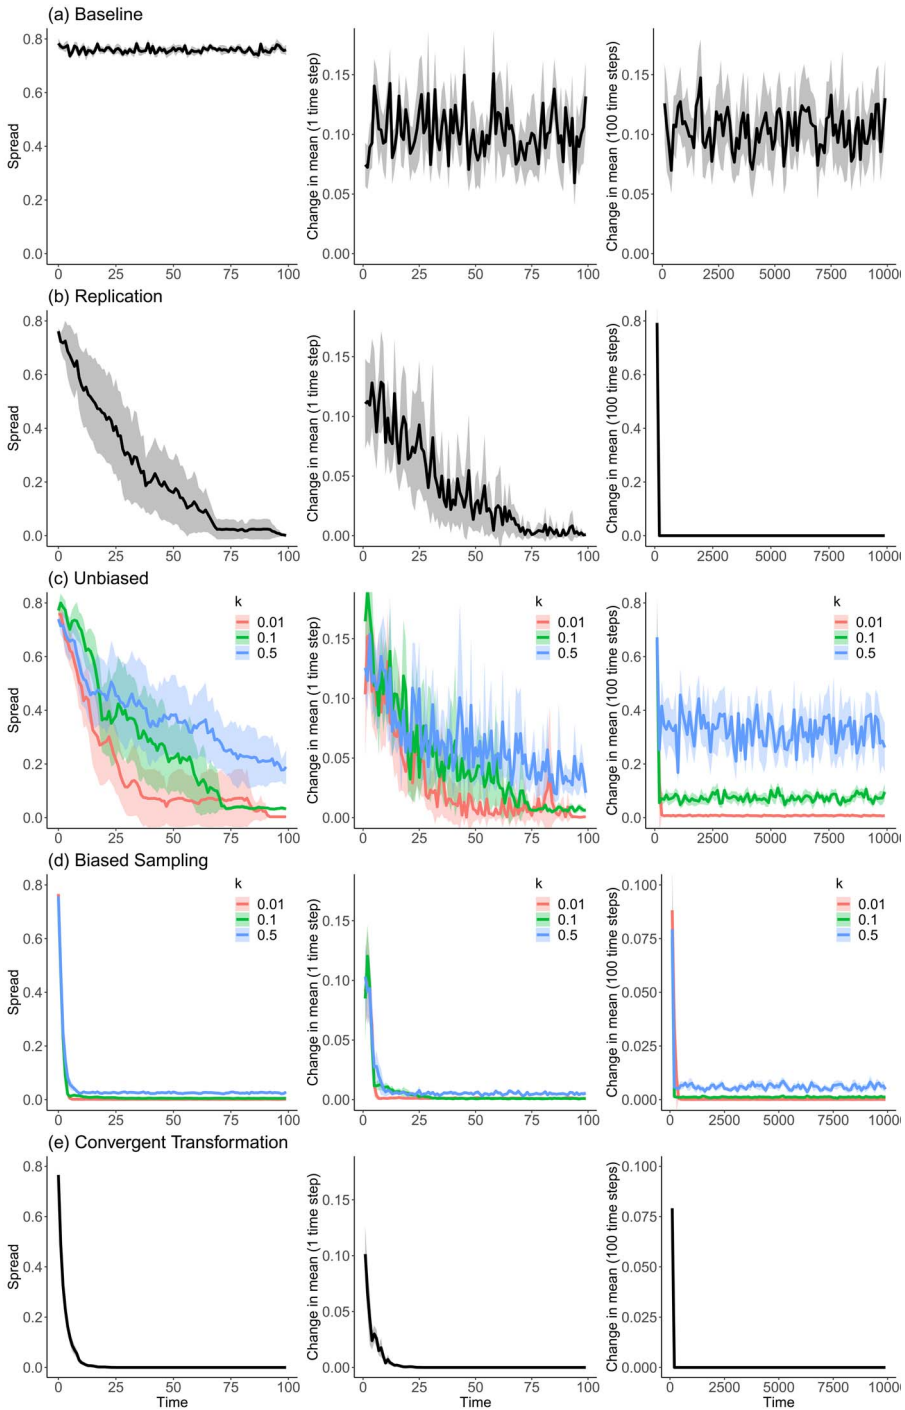 (a) Baseline
0.8
0.6
0.4
0.2
0.0
Spread
0 25 50 75 100
0.15
0.10
0.05
0.00
Change in mean (1 time step)
0 25 50 75 100
0.15
0.10
0.05
0.00
Change in mean (100 time steps)
0 2500 5000 7500 10000
(b) Replication
0.8
0.6
0.4
0.2
0.0
Spread
0 25 50 75 100
0.15
0.10
0.05
0.00
Change in mean (1 time step)
0 25 50 75 100
0.8
0.6
0.4
0.2
0.0
Change in mean (100 time steps)
0 2500 5000 7500 10000
(c) Unbiased
0.8
0.6
0.4
0.2
0.0
Spread
k
0.01
0.1
0.5
0 25 50 75 100
0.15
0.10
0.05
0.00
Change in mean (1 time step)
0 25 50 75 100
0.8
0.6
0.4
0.2
0.0
Change in mean (100 time steps)
k
0.01
0.1
0.5
0 2500 5000 7500 10000
(d) Biased Sampling
0.8
0.6
0.4
0.2
0.0
Spread
k
0.01
0.1
0.5
0 25 50 75 100
0.15
0.10
0.05
0.00
Change in mean (1 time step)
0 25 50 75 100
0.100
0.075
0.050
0.025
0.000
Change in mean (100 time steps)
k
0.01
0.1
0.5
0 2500 5000 7500 10000
(e) Convergent Transformation
0.8
0.6
0.4
0.2
0.0
Spread
0 25 50 75 100
Time
0.15
0.10
0.05
0.00
Change in mean (1 time step)
0 25 50 75 100
Time
0.100
0.075
0.050
0.025
0.000
Change in mean (100 time steps)
0 2500 5000 7500 10000
Time